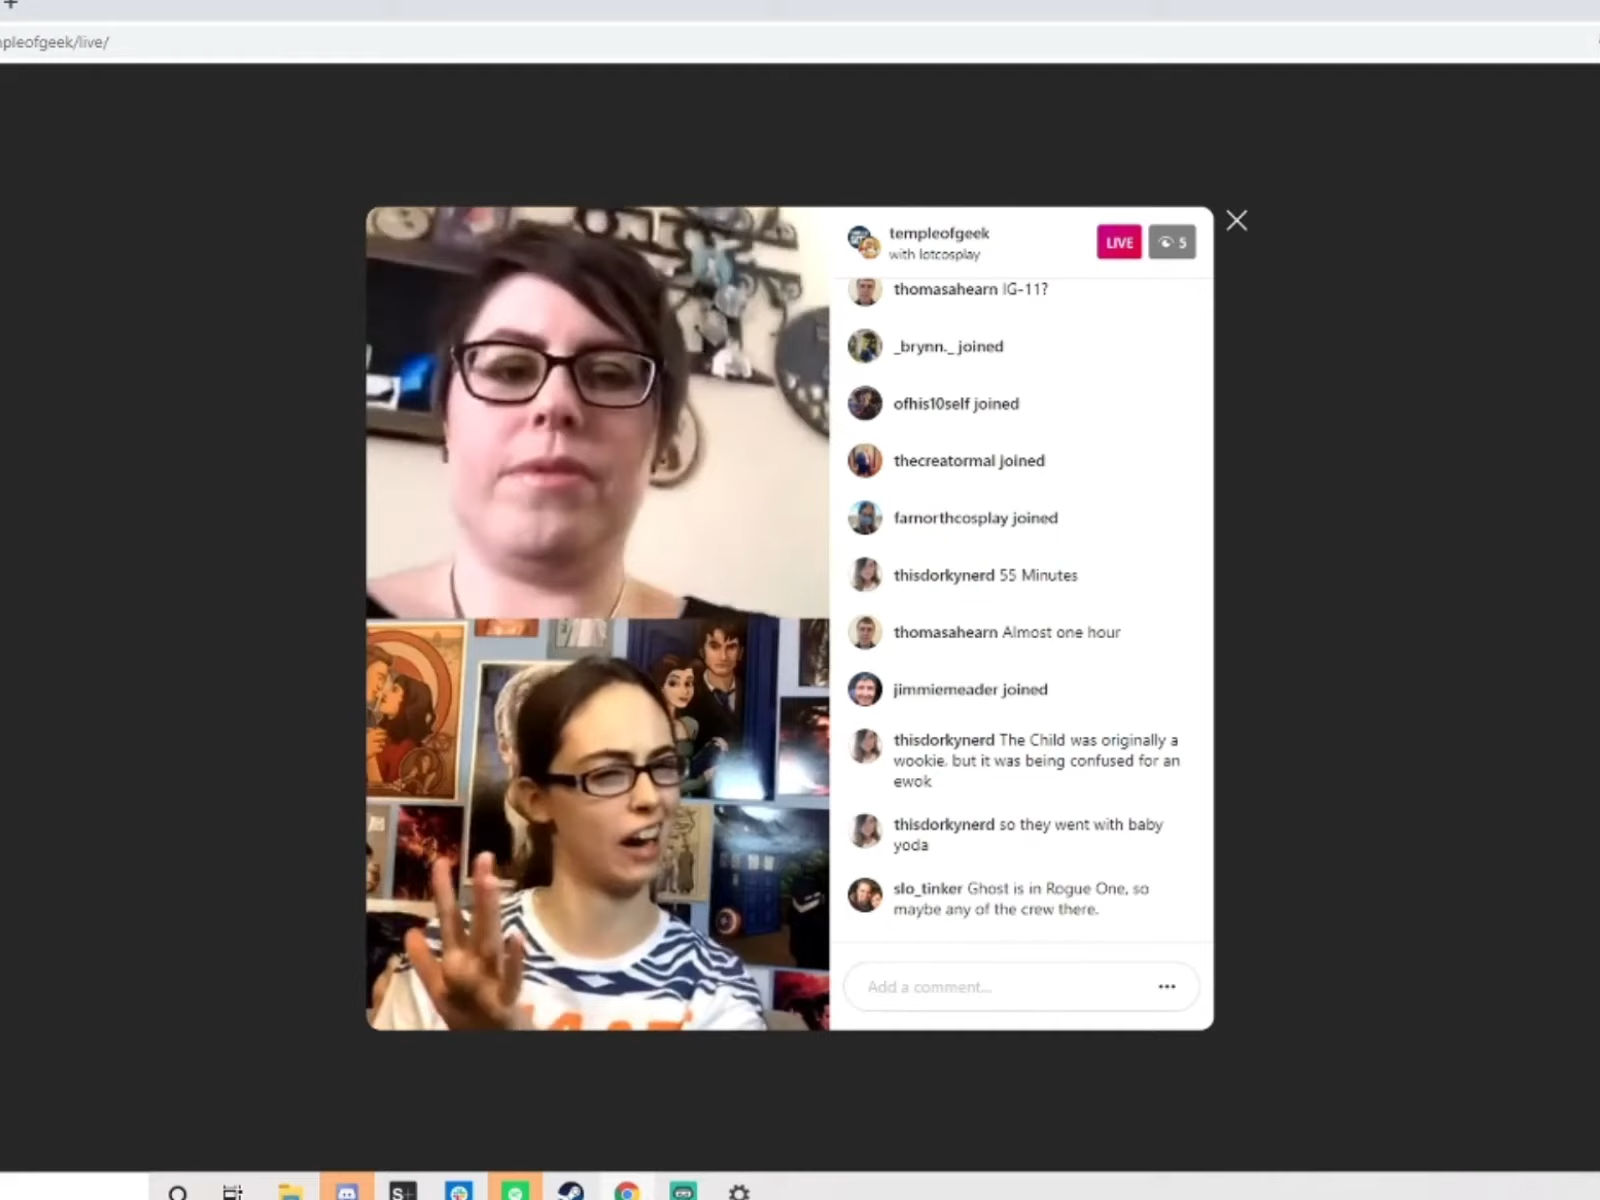 pleofgeek/live/
templeofgeek
with lotcosplay
LIVE
5
thomasahearn IG-11?
_brynn._ joined
ofhis10self joined
thecreatormal joined
farnorthcosplay joined
thisdorkynerd 55 Minutes
thomasahearn Almost one hour
jimmiemeader joined
thisdorkynerd The Child was originally a
wookie, but it was being confused for an
ewok
thisdorkynerd so they went with baby
yoda
slo_tinker Ghost is in Rogue One, so
maybe any of the crew there.
Add a comment...